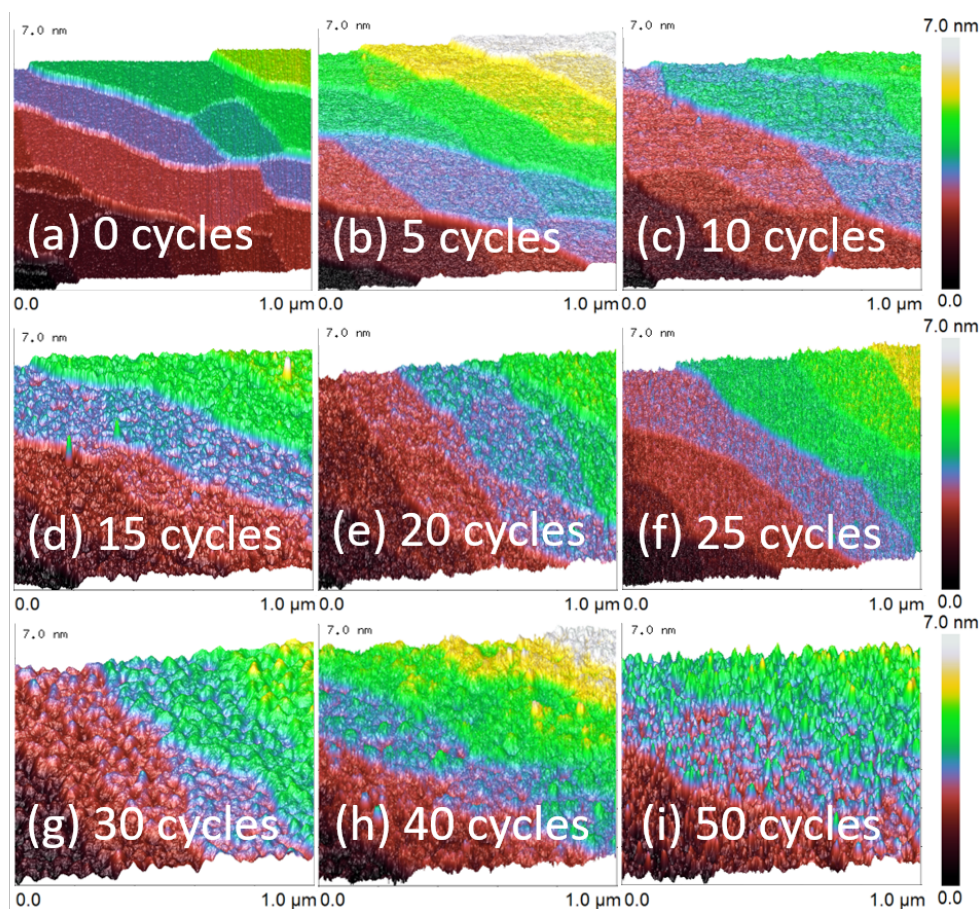 7.0 nm
7.0 nm
7.0 nm
7.0 nm
(a) 0 cycles
(b) 5 cycles
(c) 10 cycles
0.0
1.0 µm
0.0
1.0 µm
0.0
1.0 µm
0.0
7.0 nm
7.0 nm
7.0 nm
7.0 nm
(d) 15 cycles
(e) 20 cycles
(f) 25 cycles
0.0
1.0 µm
0.0
1.0 µm
0.0
1.0 µm
0.0
7.0 nm
7.0 nm
7.0 nm
7.0 nm
(g) 30 cycles
(h) 40 cycles
(i) 50 cycles
0.0
1.0 µm
0.0
1.0 µm
0.0
1.0 µm
0.0